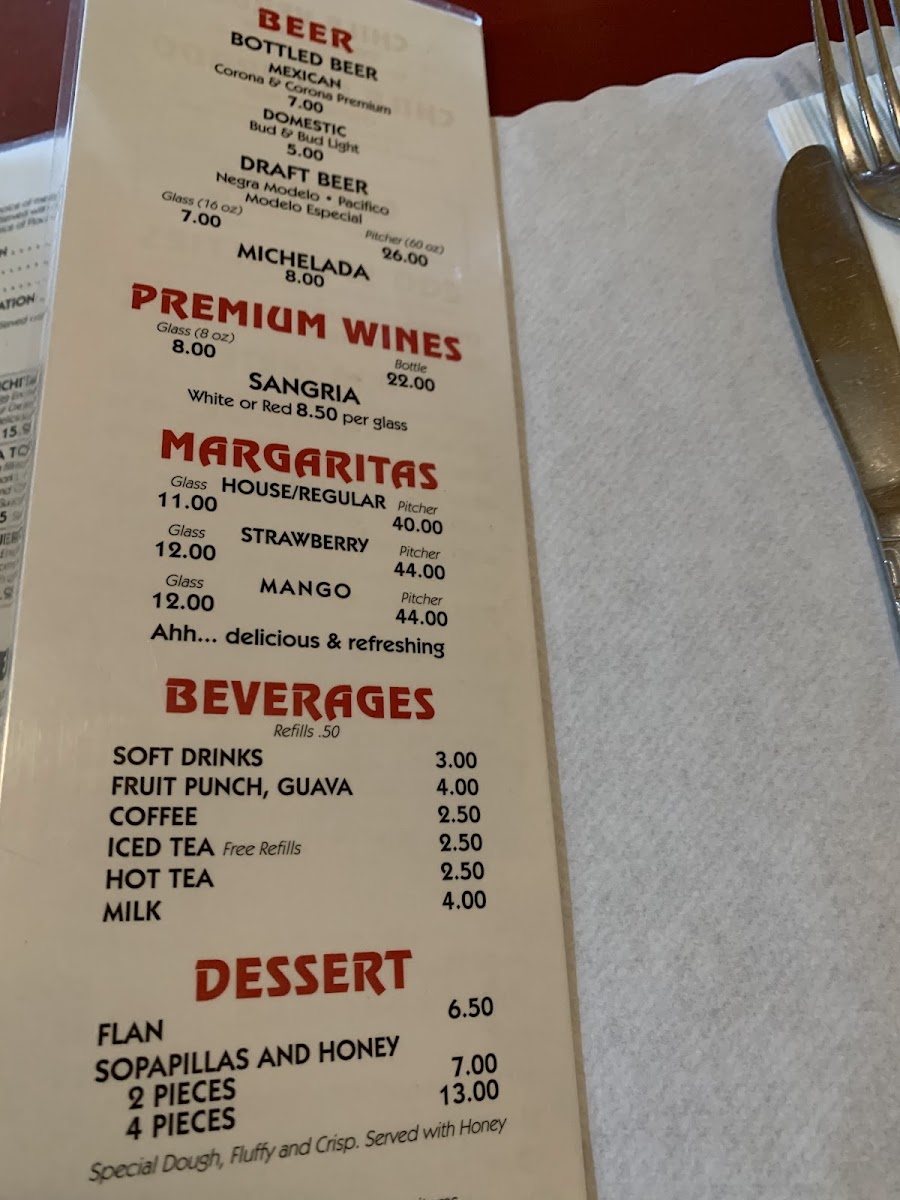 BEER
BOTTLED BEER
MEXICAN
Corona & Corona Premium
7.00
DOMESTIC
Bud & Bud Light
5.00
DRAFT BEER
Negra Modelo • Pacifico
Modelo Especial
Glass (16 oz) Pitcher (60 oz)
7.00 26.00
MICHELADA
8.00
PREMIUM WINES
Glass (8 oz) Bottle
8.00 22.00
SANGRIA
White or Red 8.50 per glass
MARGARITAS
Glass HOUSE/REGULAR Pitcher
11.00 40.00
Glass STRAWBERRY Pitcher
12.00 44.00
Glass MANGO Pitcher
12.00 44.00
Ahh... delicious & refreshing
BEVERAGES
Refills .50
SOFT DRINKS 3.00
FRUIT PUNCH, GUAVA 4.00
COFFEE 2.50
ICED TEA Free Refills 2.50
HOT TEA 2.50
MILK 4.00
DESSERT
FLAN 6.50
SOPAPILLAS AND HONEY
2 PIECES 7.00
4 PIECES 13.00
Special Dough, Fluffy and Crisp. Served with Honey